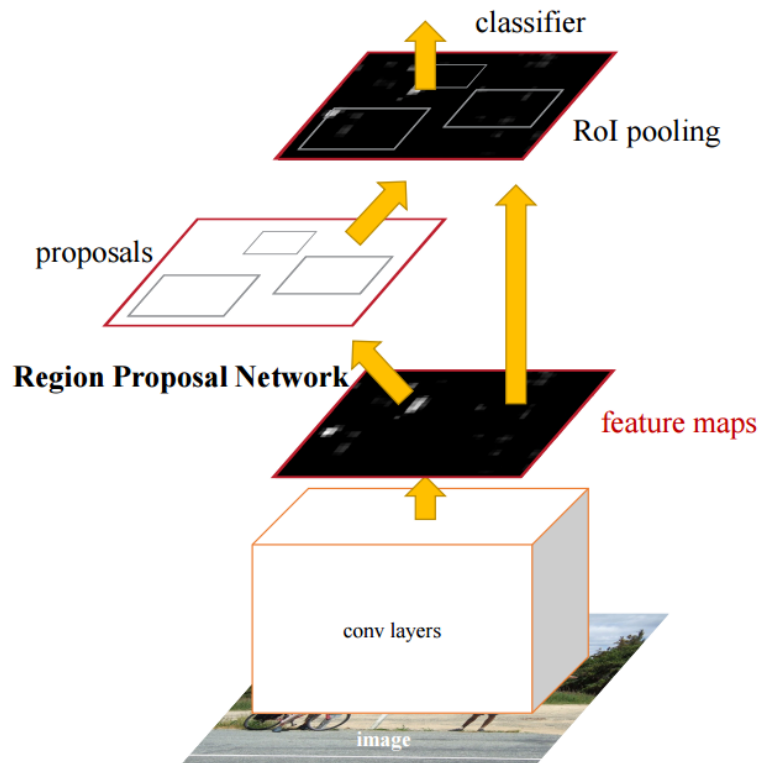 classifier
RoI pooling
proposals
Region Proposal Network
feature maps
conv layers
image